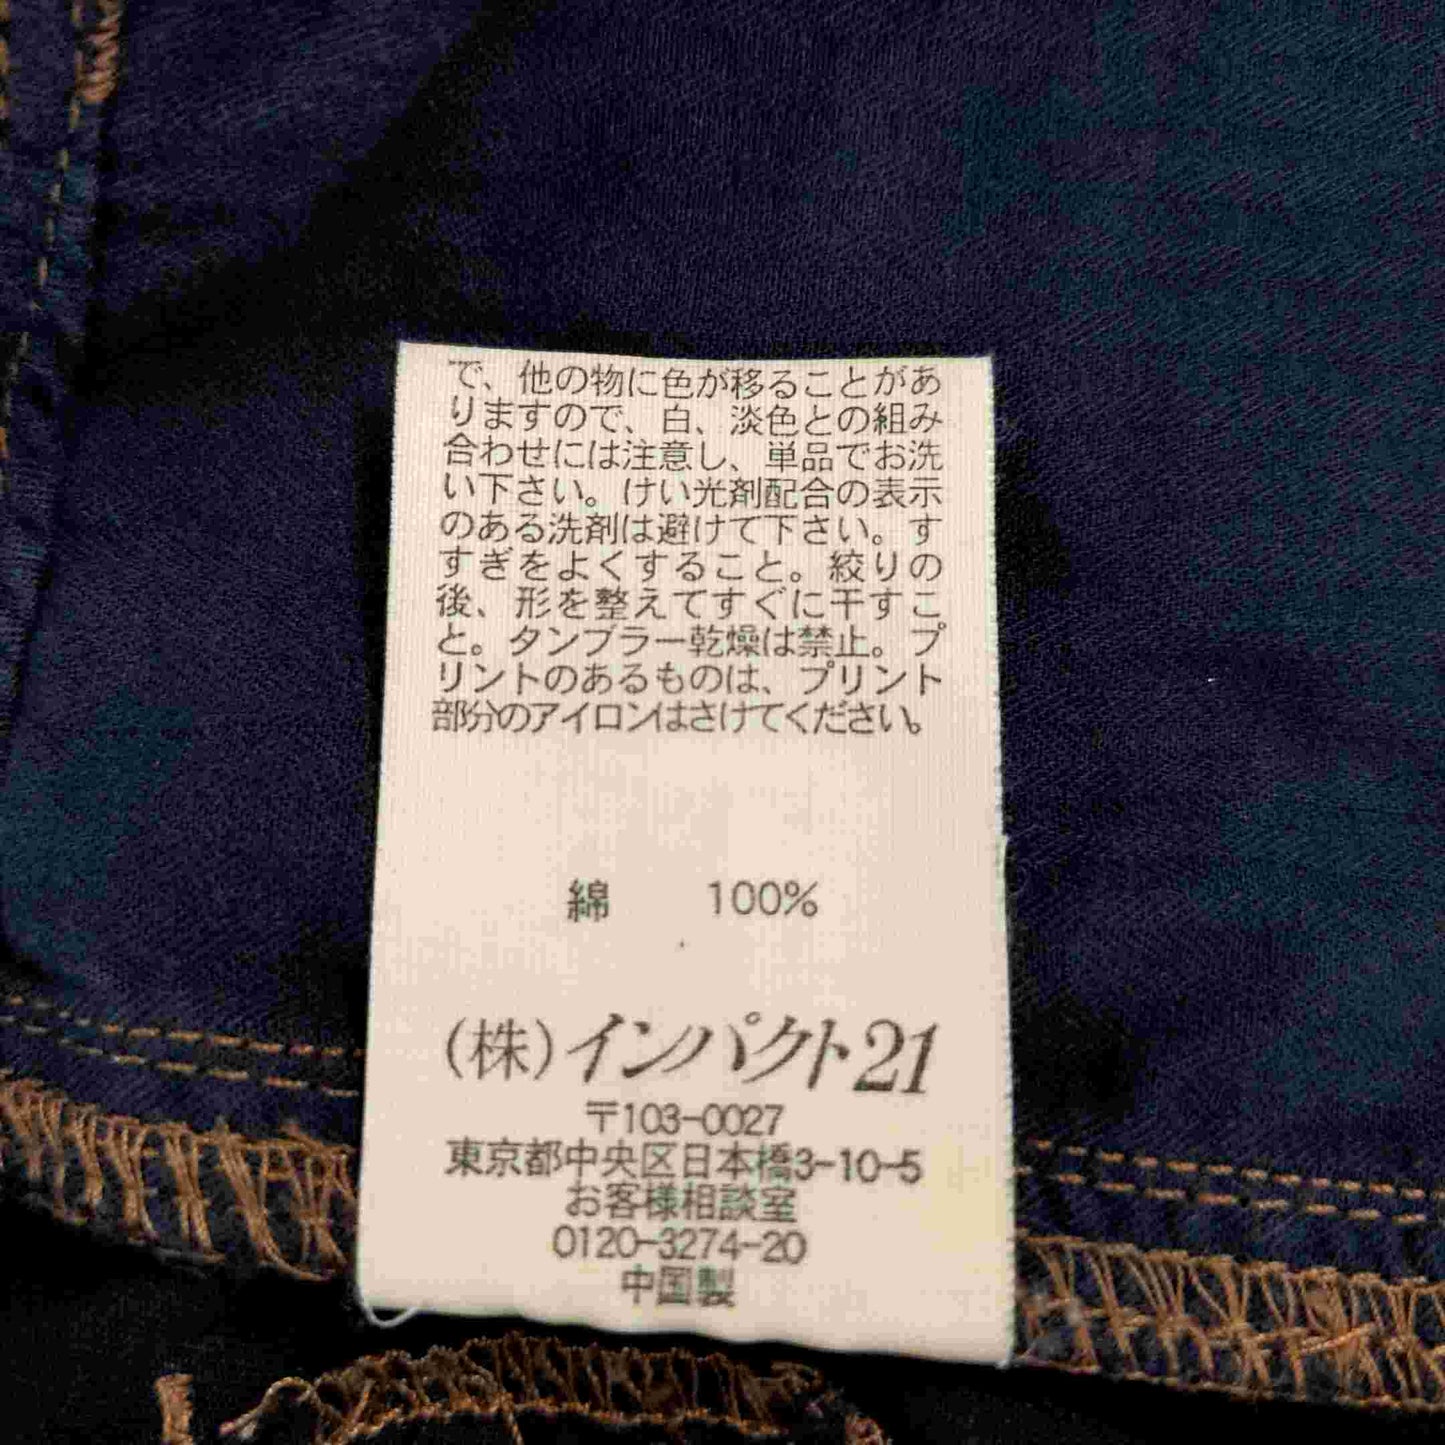 で、他の物に色が移ることがあ
りますので、白、淡色との組み
合わせには注意し、単品でお洗
い下さい。けい光剤配合の表示
のある洗剤は避けて下さい。す
すぎをよくすること。絞りの
後、形を整えてすぐに干すこ
と。タンブラー乾燥は禁止。プ
リントのあるものは、プリント
部分のアイロンはさけてください。
綿 100%
(株)インパクト21
〒103-0027
東京都中央区日本橋3-10-5
お客様相談室
0120-3274-20
中国製